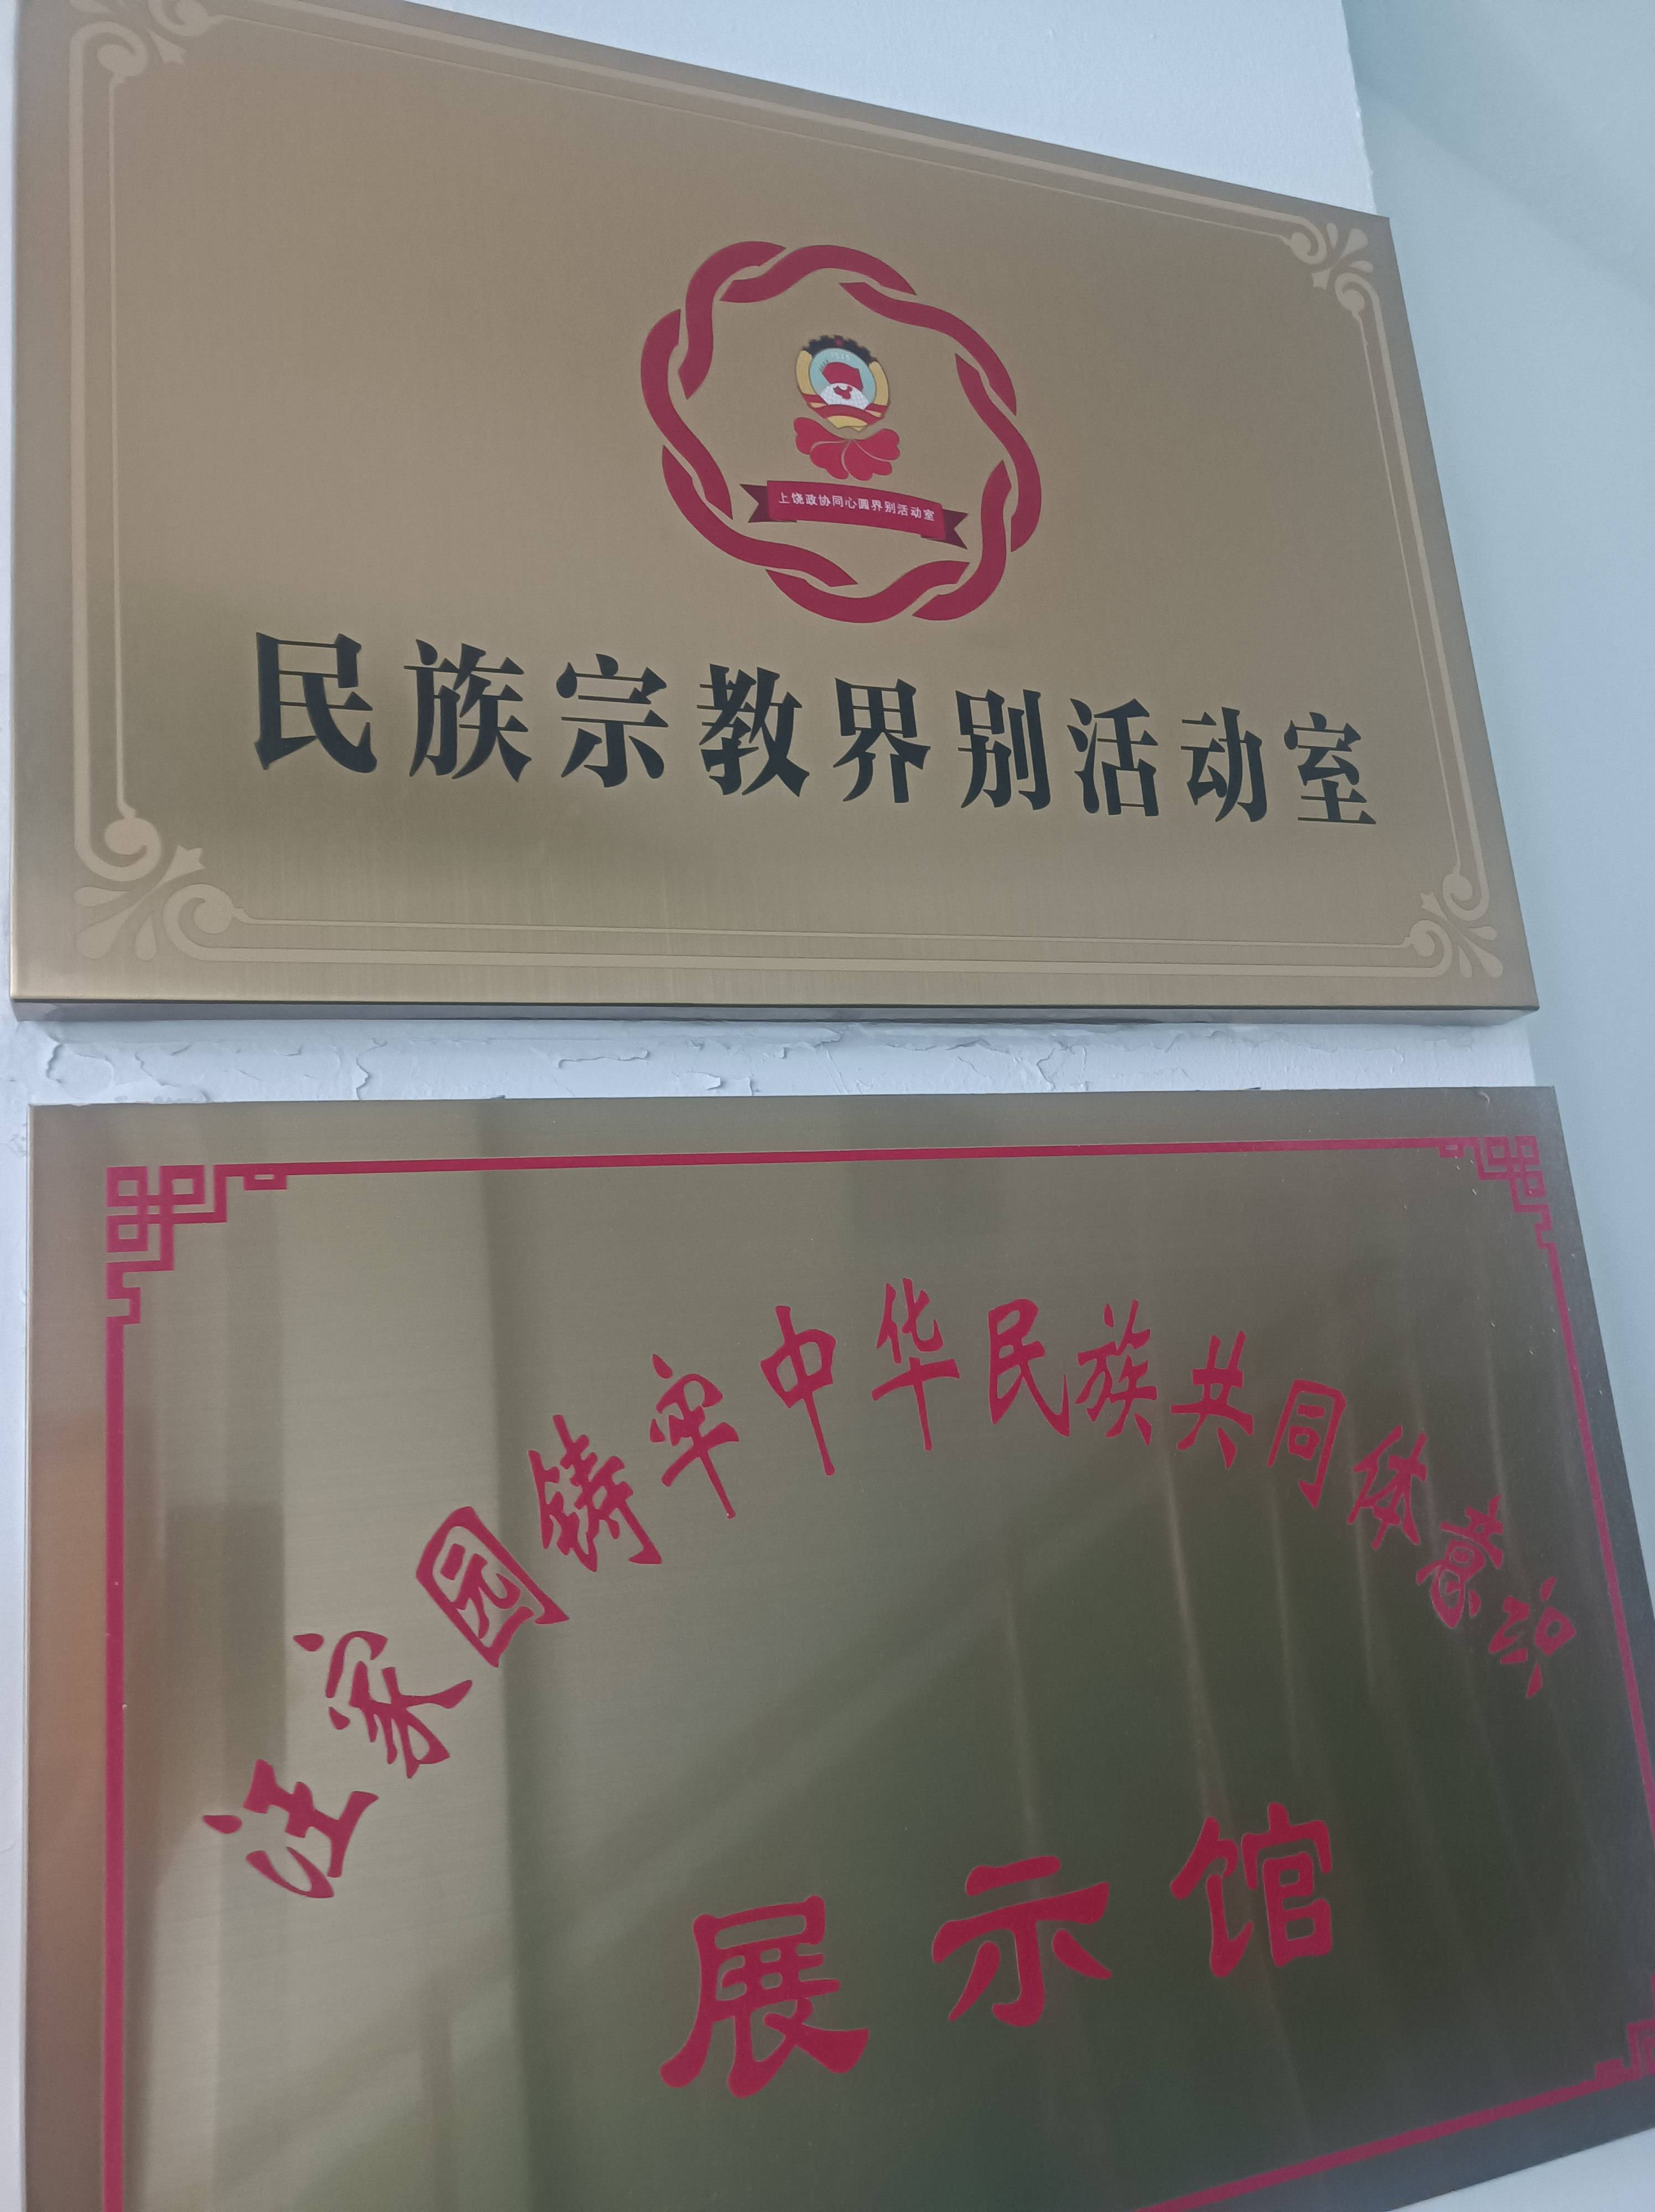 上饶政协同心圆界别活动室
民族宗教界别活动室
汪家园铸牢中华民族共同体意识
展示馆